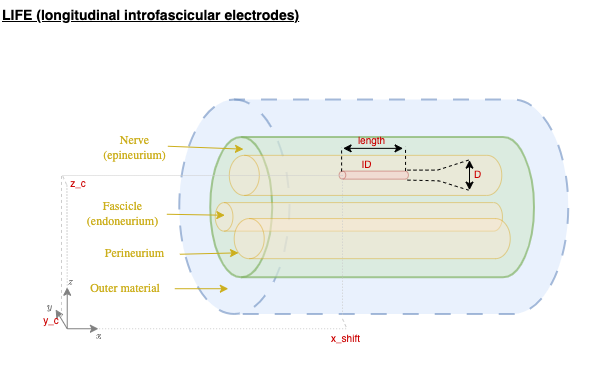 LIFE (longitudinal introfascicular electrodes)
Nerve
(epineurium)
length
ID
D
z_c
Fascicle
(endoneurium)
Perineurium
Outer material
z
y
y_c
x
x_shift